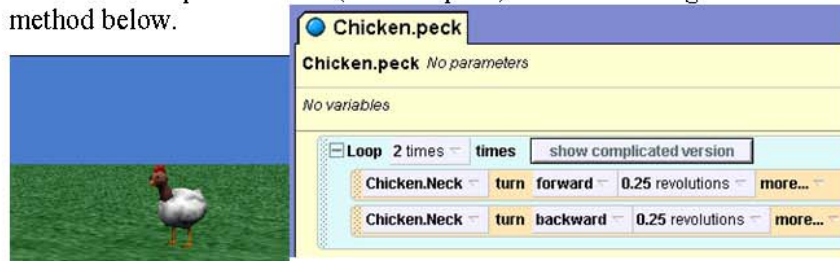 method below.
Chicken.peck
Chicken.peck No parameters
No variables
Loop 2 times times show complicated version
Chicken.Neck turn forward 0.25 revolutions more...
Chicken.Neck turn backward 0.25 revolutions more...